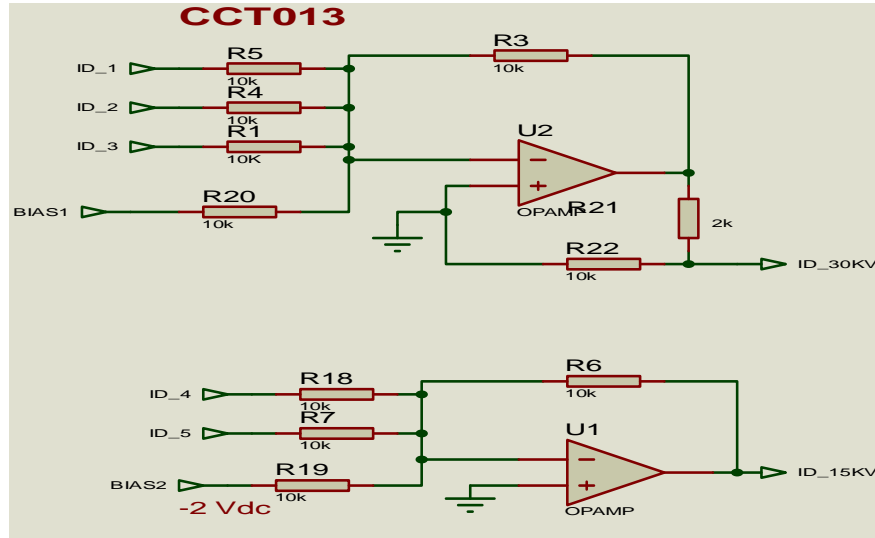 CCT013
R5
ID_1
10k
R4
ID_2
10k
R1
ID_3
10K
R20
BIAS1
10k
R3
10k
U2
OPAMP
R21
2k
R22
10k
ID_30KV
R18
ID_4
10k
R7
ID_5
10k
R19
BIAS2
10k
-2 Vdc
R6
10k
U1
OPAMP
ID_15KV